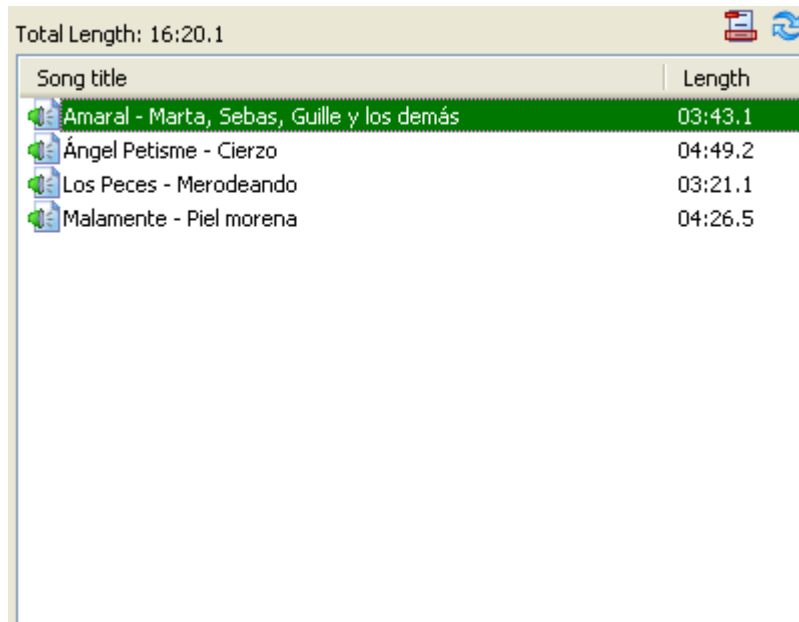 Total Length: 16:20.1
Song title Length
Amaral - Marta, Sebas, Guille y los demás 03:43.1
Ángel Petisme - Cierzo 04:49.2
Los Peces - Merodeando 03:21.1
Malamente - Piel morena 04:26.5